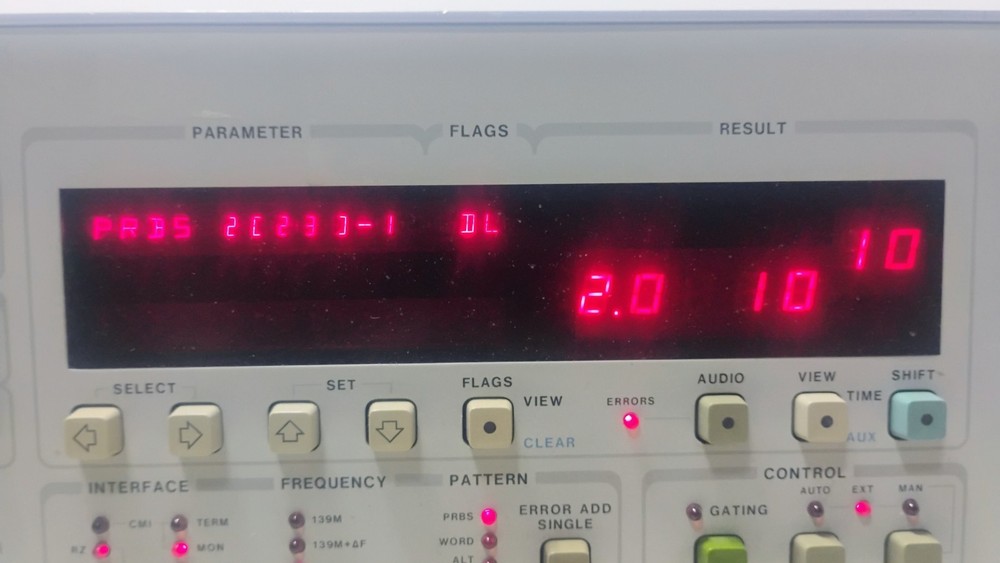 PARAMETER FLAGS RESULT
PRBS 2[23]-1 DL
2.0 10 10
SELECT SET FLAGS VIEW CLEAR ERRORS AUDIO VIEW TIME AUX SHIFT
INTERFACE FREQUENCY PATTERN CONTROL
CMI TERM 139M PRBS ERROR ADD SINGLE GATING AUTO EXT MAN
RZ MON 139M+ΔF WORD
ALT